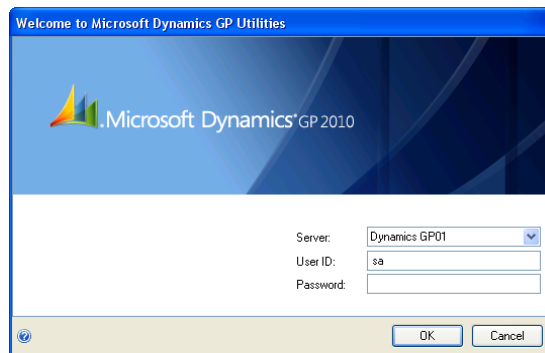 Welcome to Microsoft Dynamics GP Utilities
Microsoft Dynamics® GP 2010
Server: Dynamics GP01
User ID: sa
Password:
OK Cancel